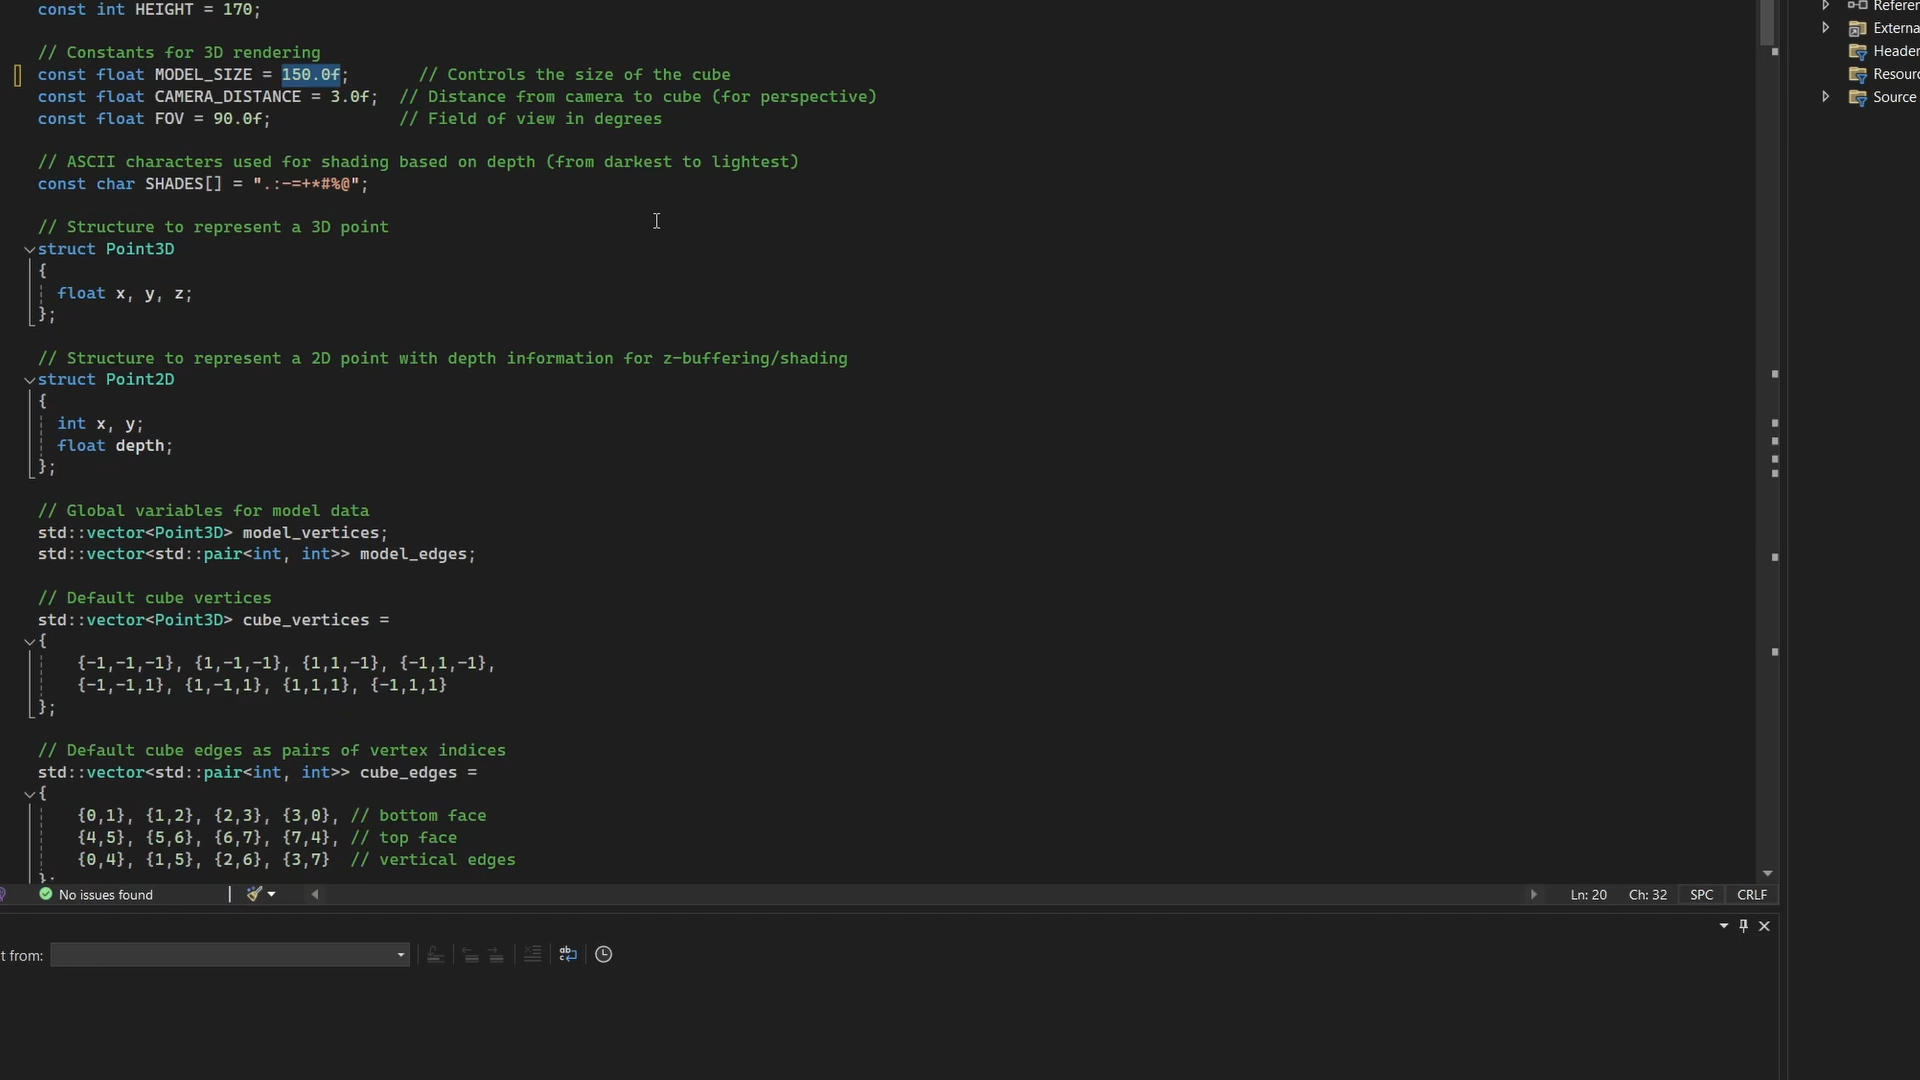 const int HEIGHT = 170;
// Constants for 3D rendering
const float MODEL_SIZE = 150.0f; // Controls the size of the cube
const float CAMERA_DISTANCE = 3.0f; // Distance from camera to cube (for perspective)
const float FOV = 90.0f; // Field of view in degrees
// ASCII characters used for shading based on depth (from darkest to lightest)
const char SHADES[] = ".:-=+*#%@";
// Structure to represent a 3D point
struct Point3D
{
float x, y, z;
};
// Structure to represent a 2D point with depth information for z-buffering/shading
struct Point2D
{
int x, y;
float depth;
};
// Global variables for model data
std::vector<Point3D> model_vertices;
std::vector<std::pair<int, int>> model_edges;
// Default cube vertices
std::vector<Point3D> cube_vertices =
{
{-1,-1,-1}, {1,-1,-1}, {1,1,-1}, {-1,1,-1},
{-1,-1,1}, {1,-1,1}, {1,1,1}, {-1,1,1}
};
// Default cube edges as pairs of vertex indices
std::vector<std::pair<int, int>> cube_edges =
{
{0,1}, {1,2}, {2,3}, {3,0}, // bottom face
{4,5}, {5,6}, {6,7}, {7,4}, // top face
{0,4}, {1,5}, {2,6}, {3,7} // vertical edges
};
No issues found
Ln: 20 Ch: 32 SPC CRLF
t from:
Referen
Externa
Header
Resourc
Source